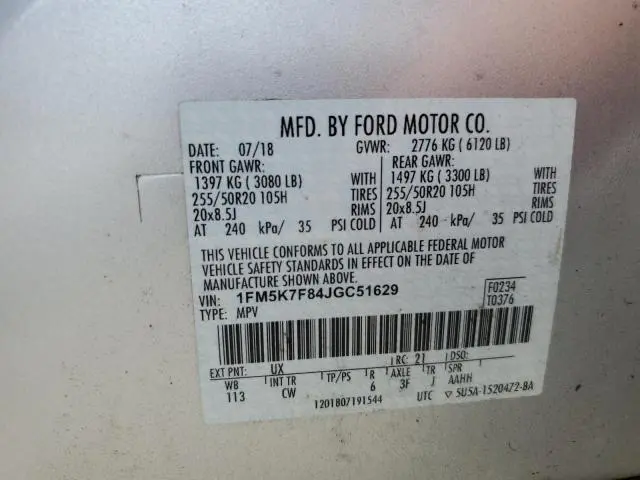 MFD. BY FORD MOTOR CO.
DATE: 07/18 GVWR: 2776 KG ( 6120 LB)
FRONT GAWR: REAR GAWR:
1397 KG ( 3080 LB) WITH 1497 KG ( 3300 LB) WITH
255/50R20 105H TIRES 255/50R20 105H TIRES
20x8.5J RIMS 20x8.5J RIMS
AT 240 kPa/ 35 PSI COLD AT 240 kPa/ 35 PSI COLD
THIS VEHICLE CONFORMS TO ALL APPLICABLE FEDERAL MOTOR
VEHICLE SAFETY STANDARDS IN EFFECT ON THE DATE OF
MANUFACTURE SHOWN ABOVE.
VIN: 1FM5K7F84JGC51629 F0234
TYPE: MPV T0376
EXT PNT: UX RC: 21 DSO:
WB INT TR TP/PS R AXLE TR SPR
113 CW 6 3F J AAHH
1201807191544 UTC ▽ 5U5A-1520472-BA